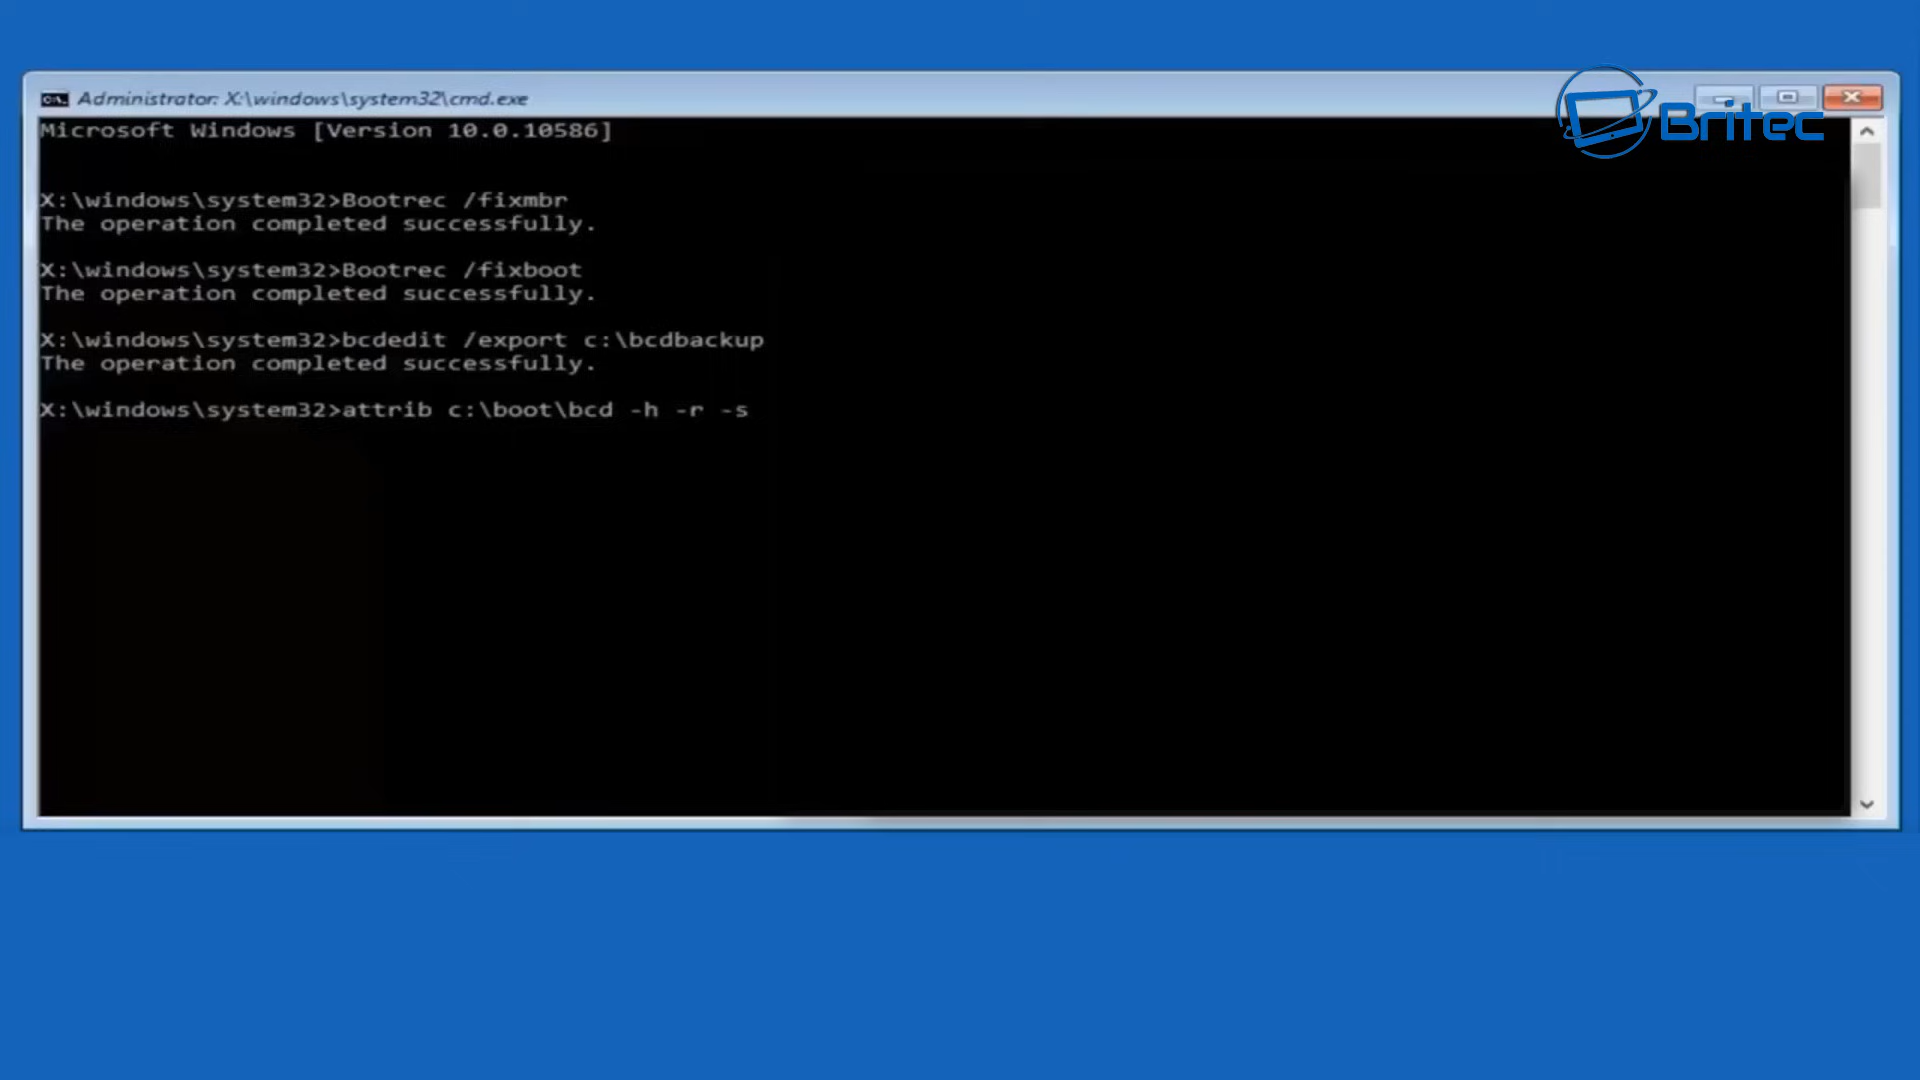 Administrator: X:\windows\system32\cmd.exe
Britec
Microsoft Windows [Version 10.0.10586]
X:\windows\system32>Bootrec /fixmbr
The operation completed successfully.
X:\windows\system32>Bootrec /fixboot
The operation completed successfully.
X:\windows\system32>bcdedit /export c:\bcdbackup
The operation completed successfully.
X:\windows\system32>attrib c:\boot\bcd -h -r -s